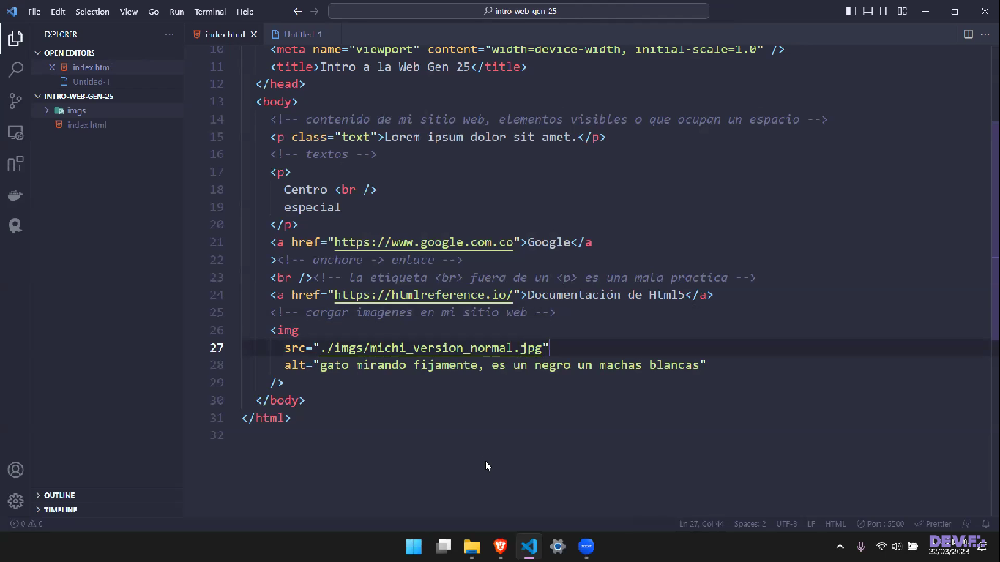 File Edit Selection View Go Run Terminal Help
intro-web-gen-25
EXPLORER
index.html
Untitled-1
OPEN EDITORS
index.html
Untitled-1
INTRO-WEB-GEN-25
imgs
index.html
OUTLINE
TIMELINE
10 <meta name="viewport" content="width=device-width, initial-scale=1.0" />
11 <title>Intro a la Web Gen 25</title>
12 </head>
13 <body>
14 <!-- contenido de mi sitio web, elementos visibles o que ocupan un espacio -->
15 <p class="text">Lorem ipsum dolor sit amet.</p>
16 <!-- textos -->
17 <p>
18 Centro <br />
19 especial
20 </p>
21 <a href="https://www.google.com.co">Google</a
22 ><!-- anchore -> enlace -->
23 <br /><!-- la etiqueta <br> fuera de un <p> es una mala practica -->
24 <a href="https://htmlreference.io/">Documentación de Html5</a>
25 <!-- cargar imagenes en mi sitio web -->
26 <img
27 src="./imgs/michi_version_normal.jpg"
28 alt="gato mirando fijamente, es un negro un machas blancas"
29 />
30 </body>
31 </html>
32
0 0
Ln 27, Col 44 Spaces: 2 UTF-8 LF HTML Port : 5500 Prettier
zoom
DEV.F:
22/03/2023